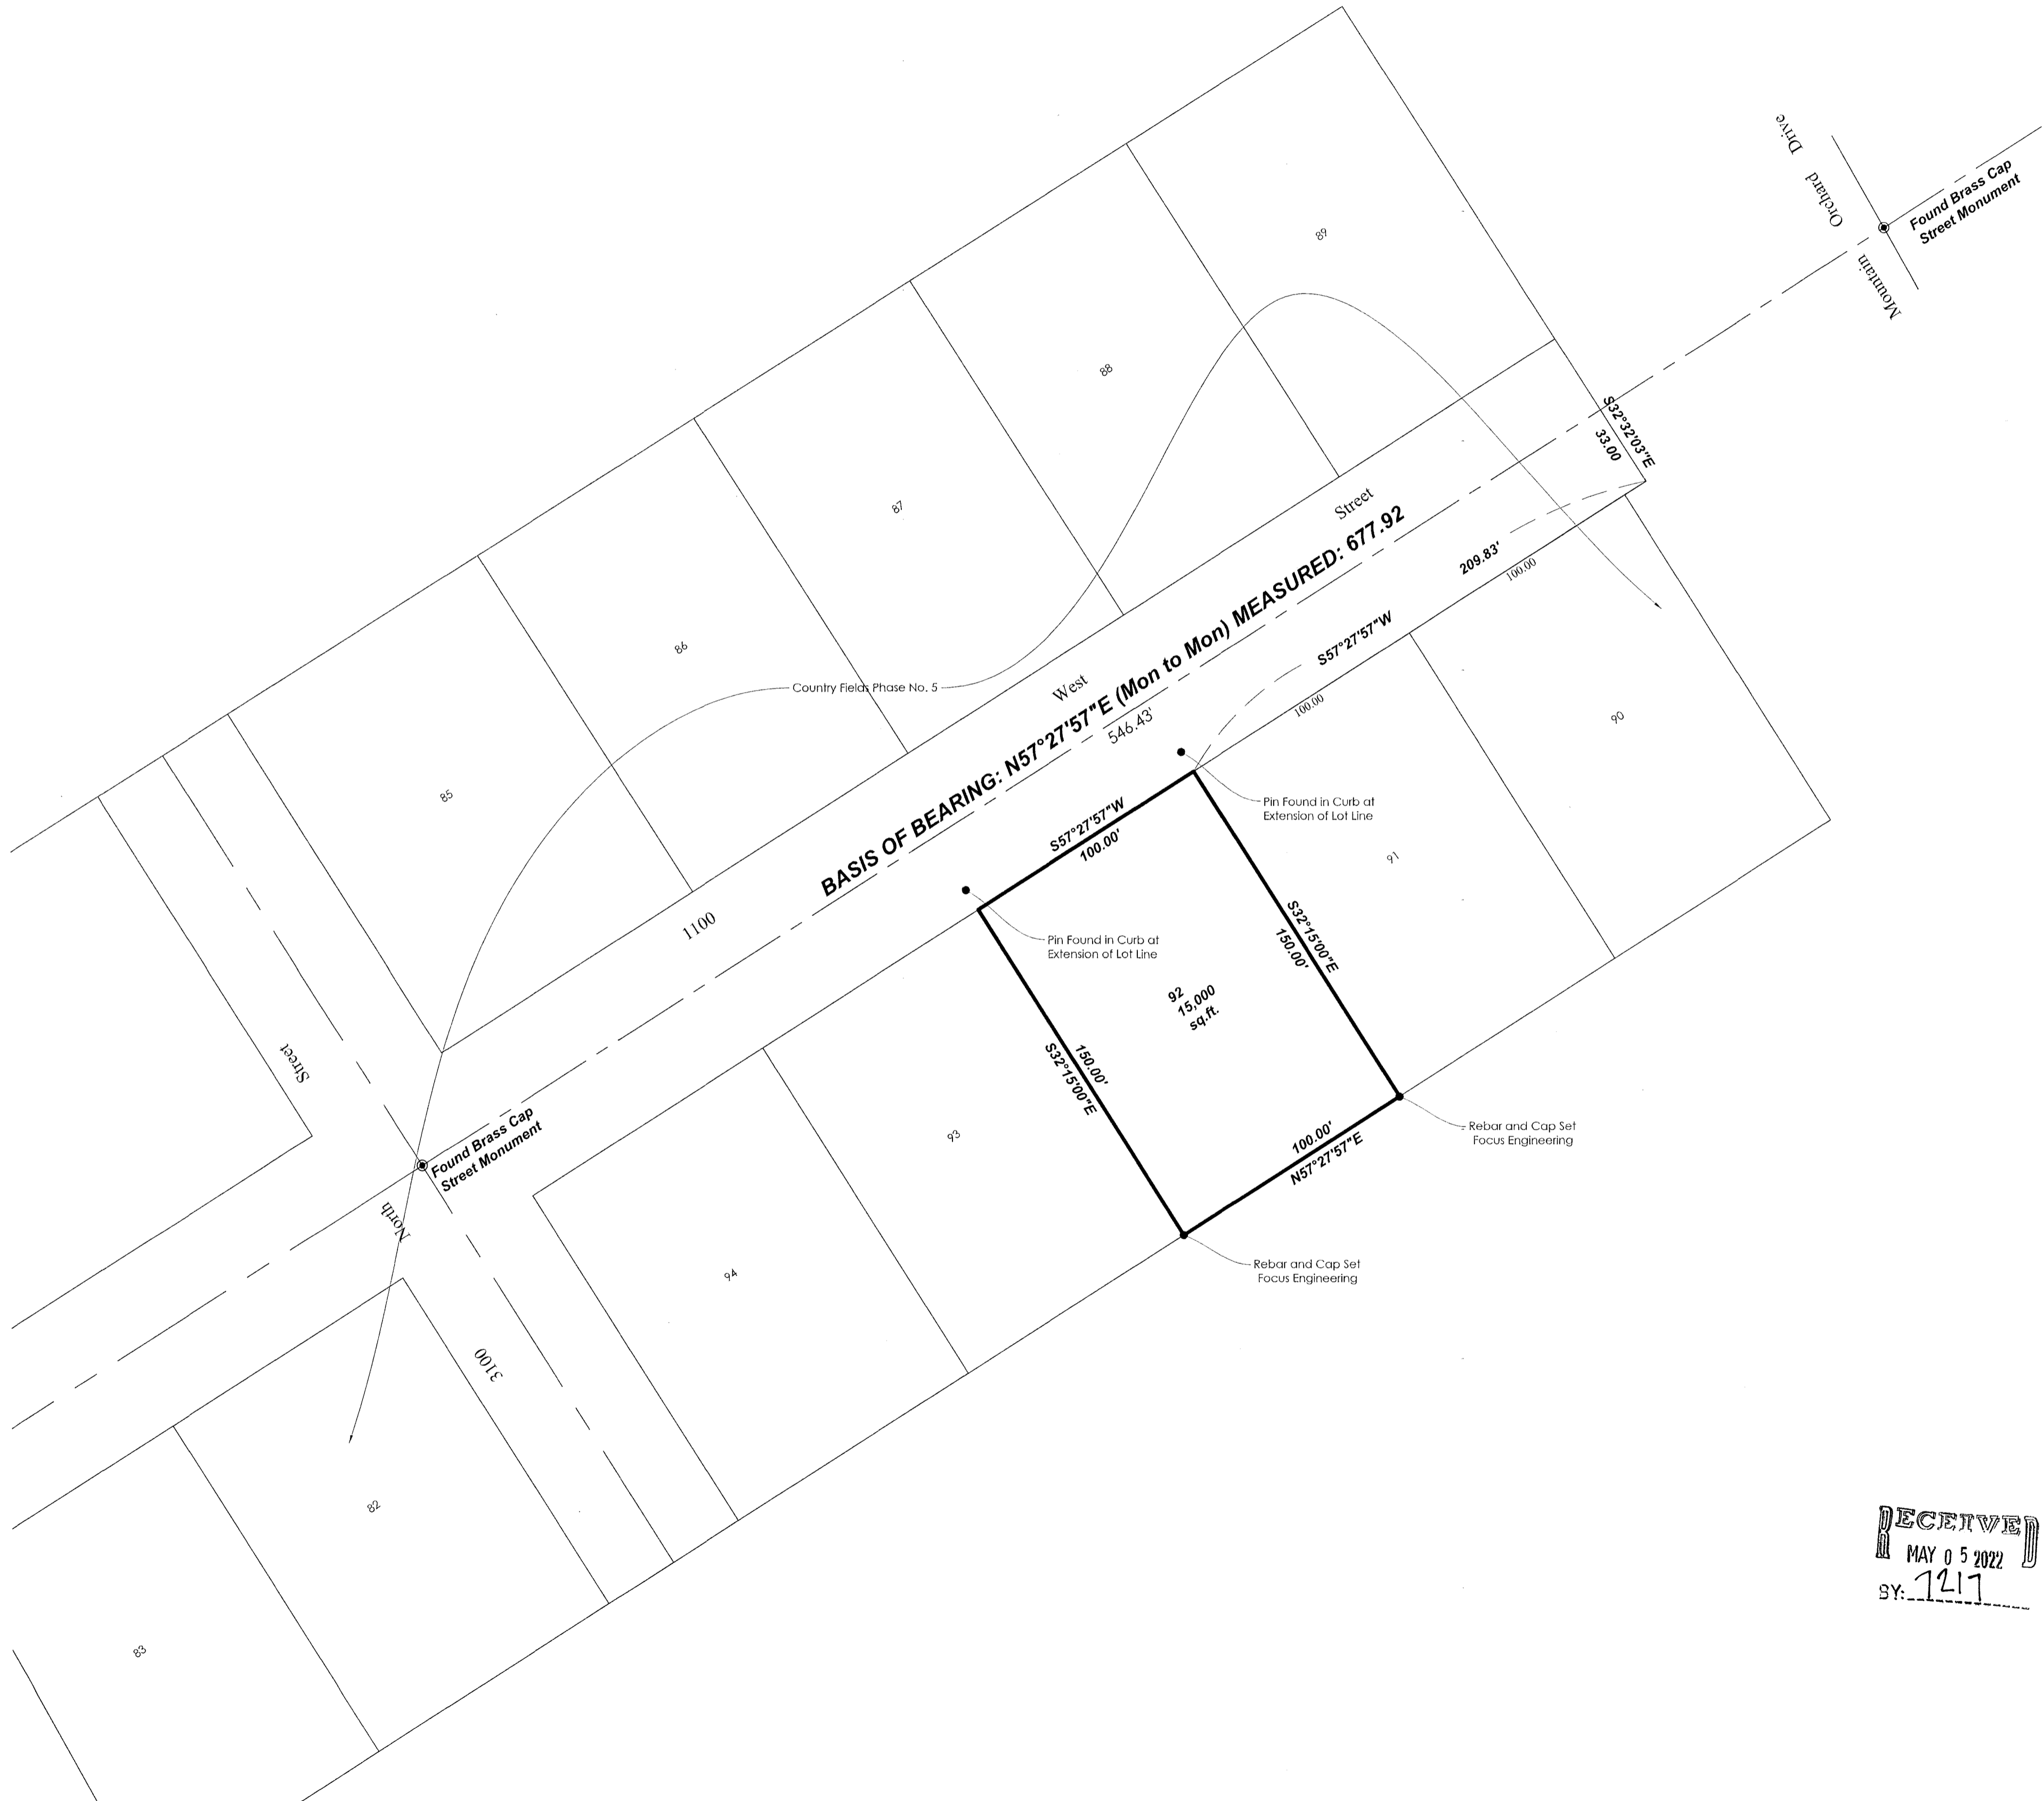 Orchard Drive
Mountain
Found Brass Cap
Street Monument
89
88
87
86
85
S32°32'03"E
33.00
Street
West
1100
BASIS OF BEARING: N57°27'57"E (Mon to Mon) MEASURED: 677.92
546.43'
209.83'
100.00
S57°27'57"W
100.00
Country Fields Phase No. 5
90
91
Pin Found in Curb at
Extension of Lot Line
S57°27'57"W
100.00'
Pin Found in Curb at
Extension of Lot Line
S32°15'00"E
150.00'
92
15,000
sq.ft.
150.00'
S32°15'00"E
100.00'
N57°27'57"E
Rebar and Cap Set
Focus Engineering
Rebar and Cap Set
Focus Engineering
93
94
Street
Found Brass Cap
Street Monument
North
3100
82
83
RECEIVED
MAY 05 2022
BY: 7217